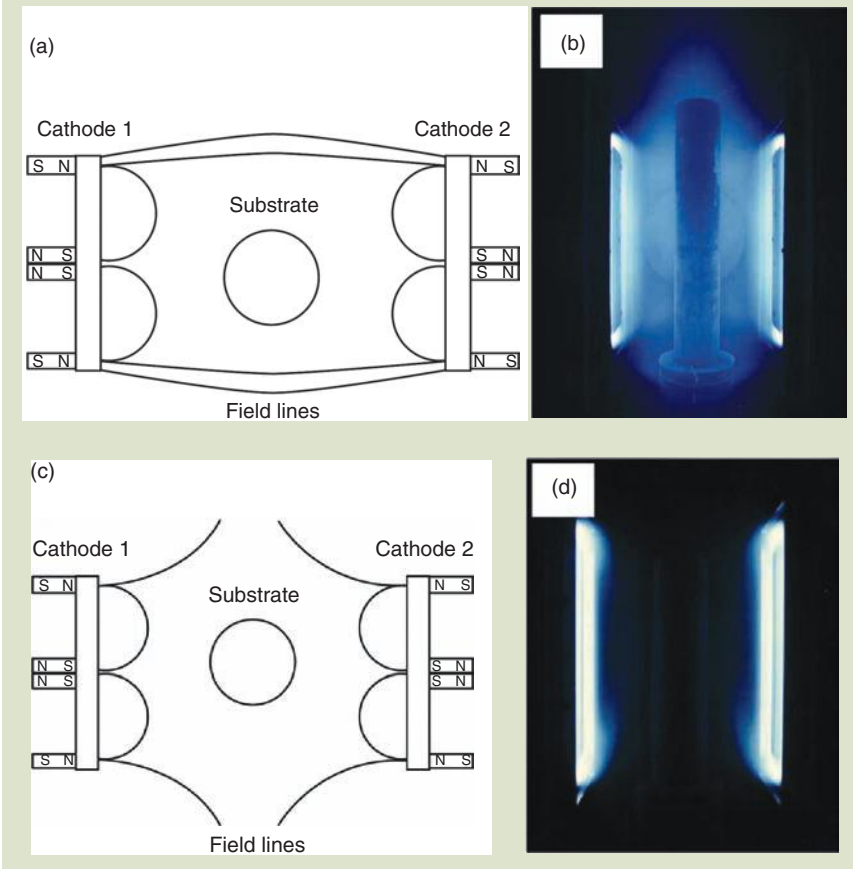 (a)
(b)
Cathode 1
Cathode 2
S N
N S
Substrate
N S
S N
N S
S N
S N
N S
Field lines
(c)
(d)
Cathode 1
Cathode 2
S N
N S
Substrate
N S
S N
N S
S N
S N
N S
Field lines